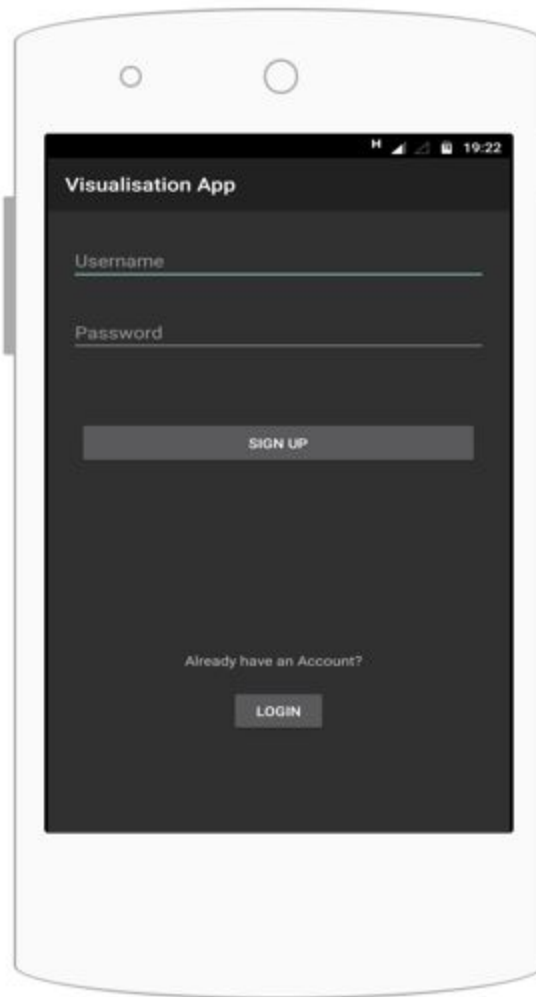 H 19:22
Visualisation App
Username
Password
SIGN UP
Already have an Account?
LOGIN